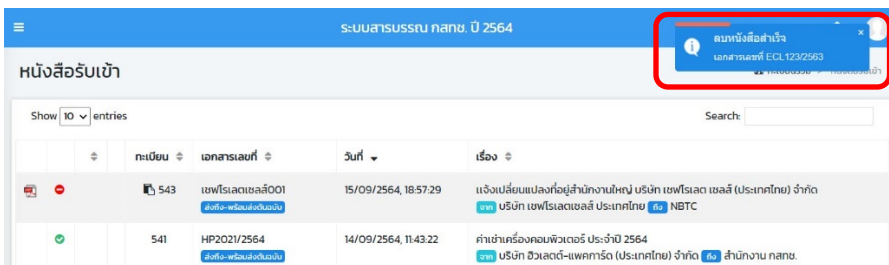 ระบบสารบรรณ กสทช. ปี 2564
ลบหนังสือสำเร็จ ×
เอกสารเลขที่ ECL123/2563
หนังสือรับเข้า
Show 10 entries Search:
ทะเบียน เอกสารเลขที่ วันที่ เรื่อง
543 เชฟโรเลตเซลส์001 15/09/2564, 18:57:29 แจ้งเปลี่ยนแปลงที่อยู่สำนักงานใหญ่ บริษัท เชฟโรเลต เซลส์ (ประเทศไทย) จำกัด
ส่งถึง-พร้อมส่งต้นฉบับ จาก บริษัท เชฟโรเลตเซลส์ ประเทศไทย ถึง NBTC
541 HP2021/2564 14/09/2564, 11:43:22 ค่าเช่าเครื่องคอมพิวเตอร์ ประจำปี 2564
ส่งถึง-พร้อมส่งต้นฉบับ จาก บริษัท ฮิวเลตต์-แพคการ์ด (ประเทศไทย) จำกัด ถึง สำนักงาน กสทช.